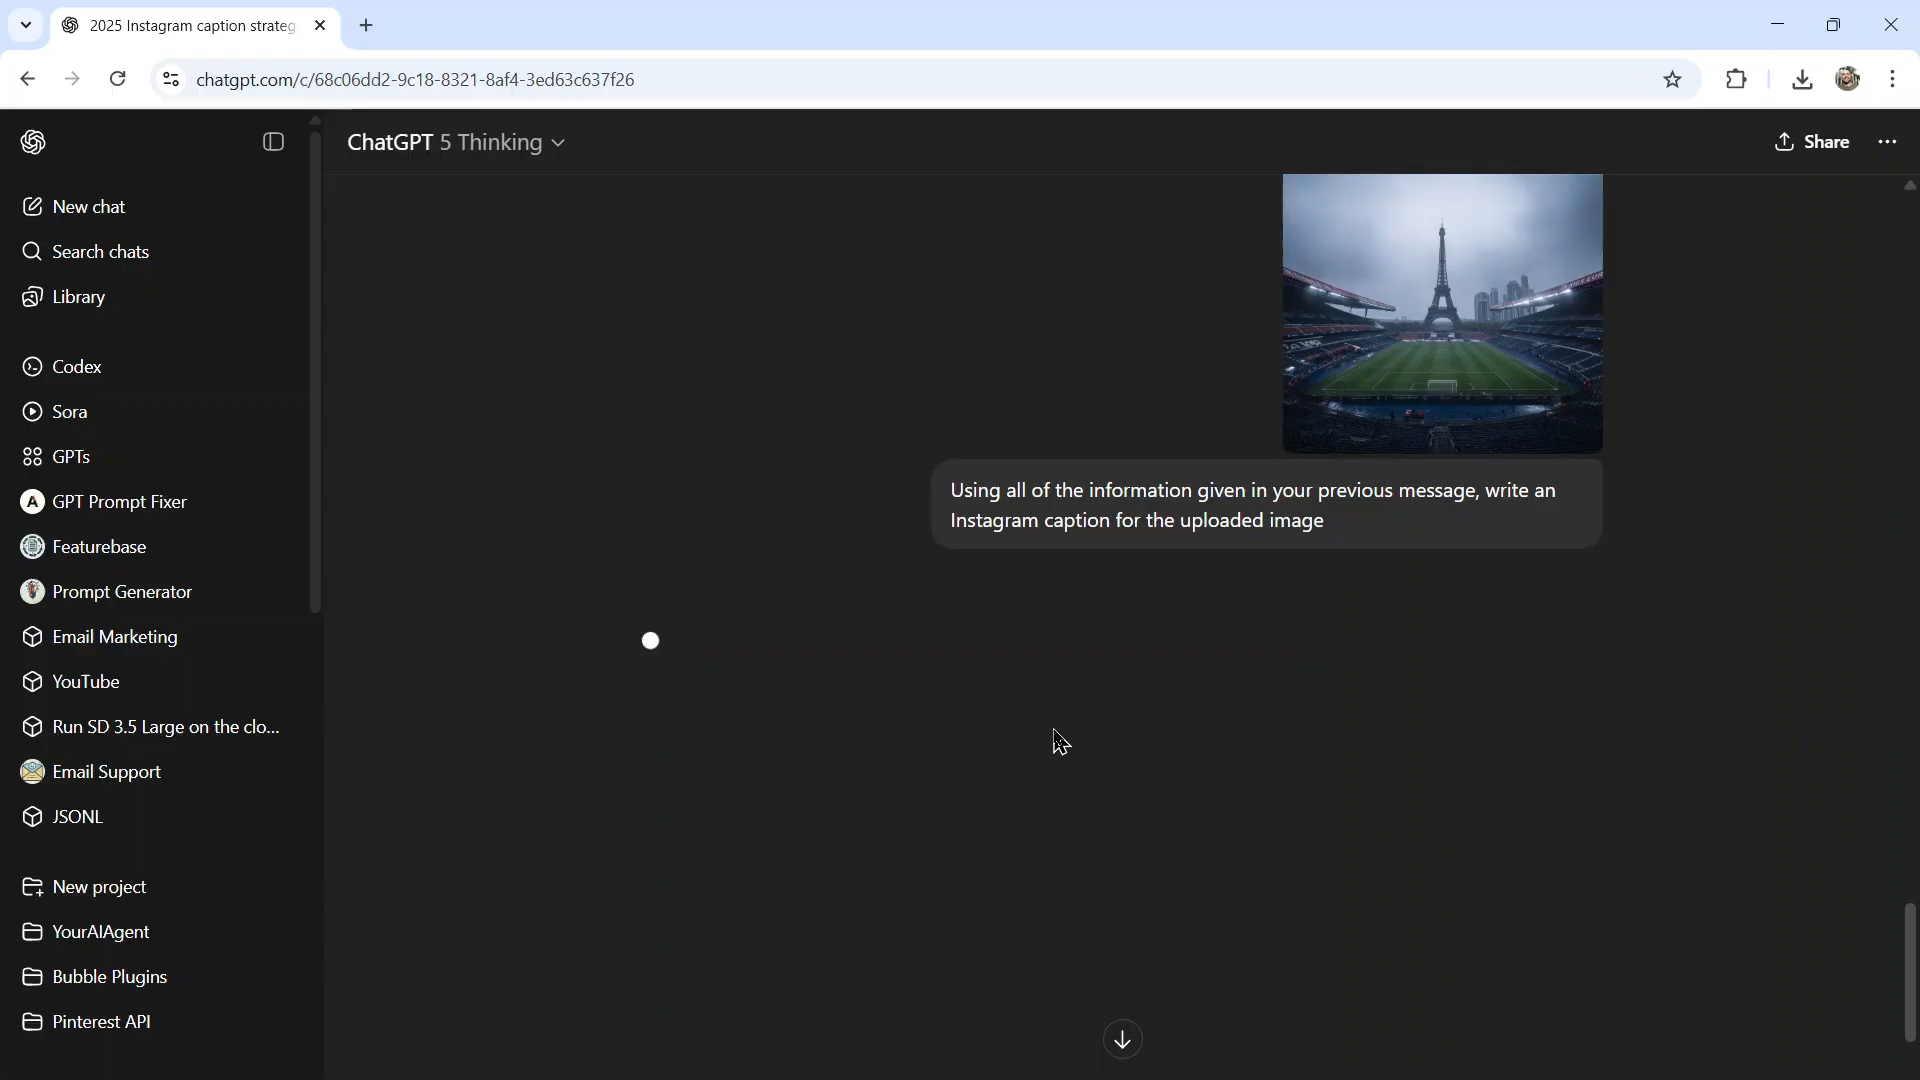 2025 Instagram caption strateg
chatgpt.com/c/68c06dd2-9c18-8321-8af4-3ed63c637f26
ChatGPT 5 Thinking
Share
New chat
Search chats
Library
Codex
Sora
GPTs
GPT Prompt Fixer
Featurebase
Prompt Generator
Email Marketing
YouTube
Run SD 3.5 Large on the clo...
Email Support
JSONL
New project
YourAIAgent
Bubble Plugins
Pinterest API
Using all of the information given in your previous message, write an
Instagram caption for the uploaded image